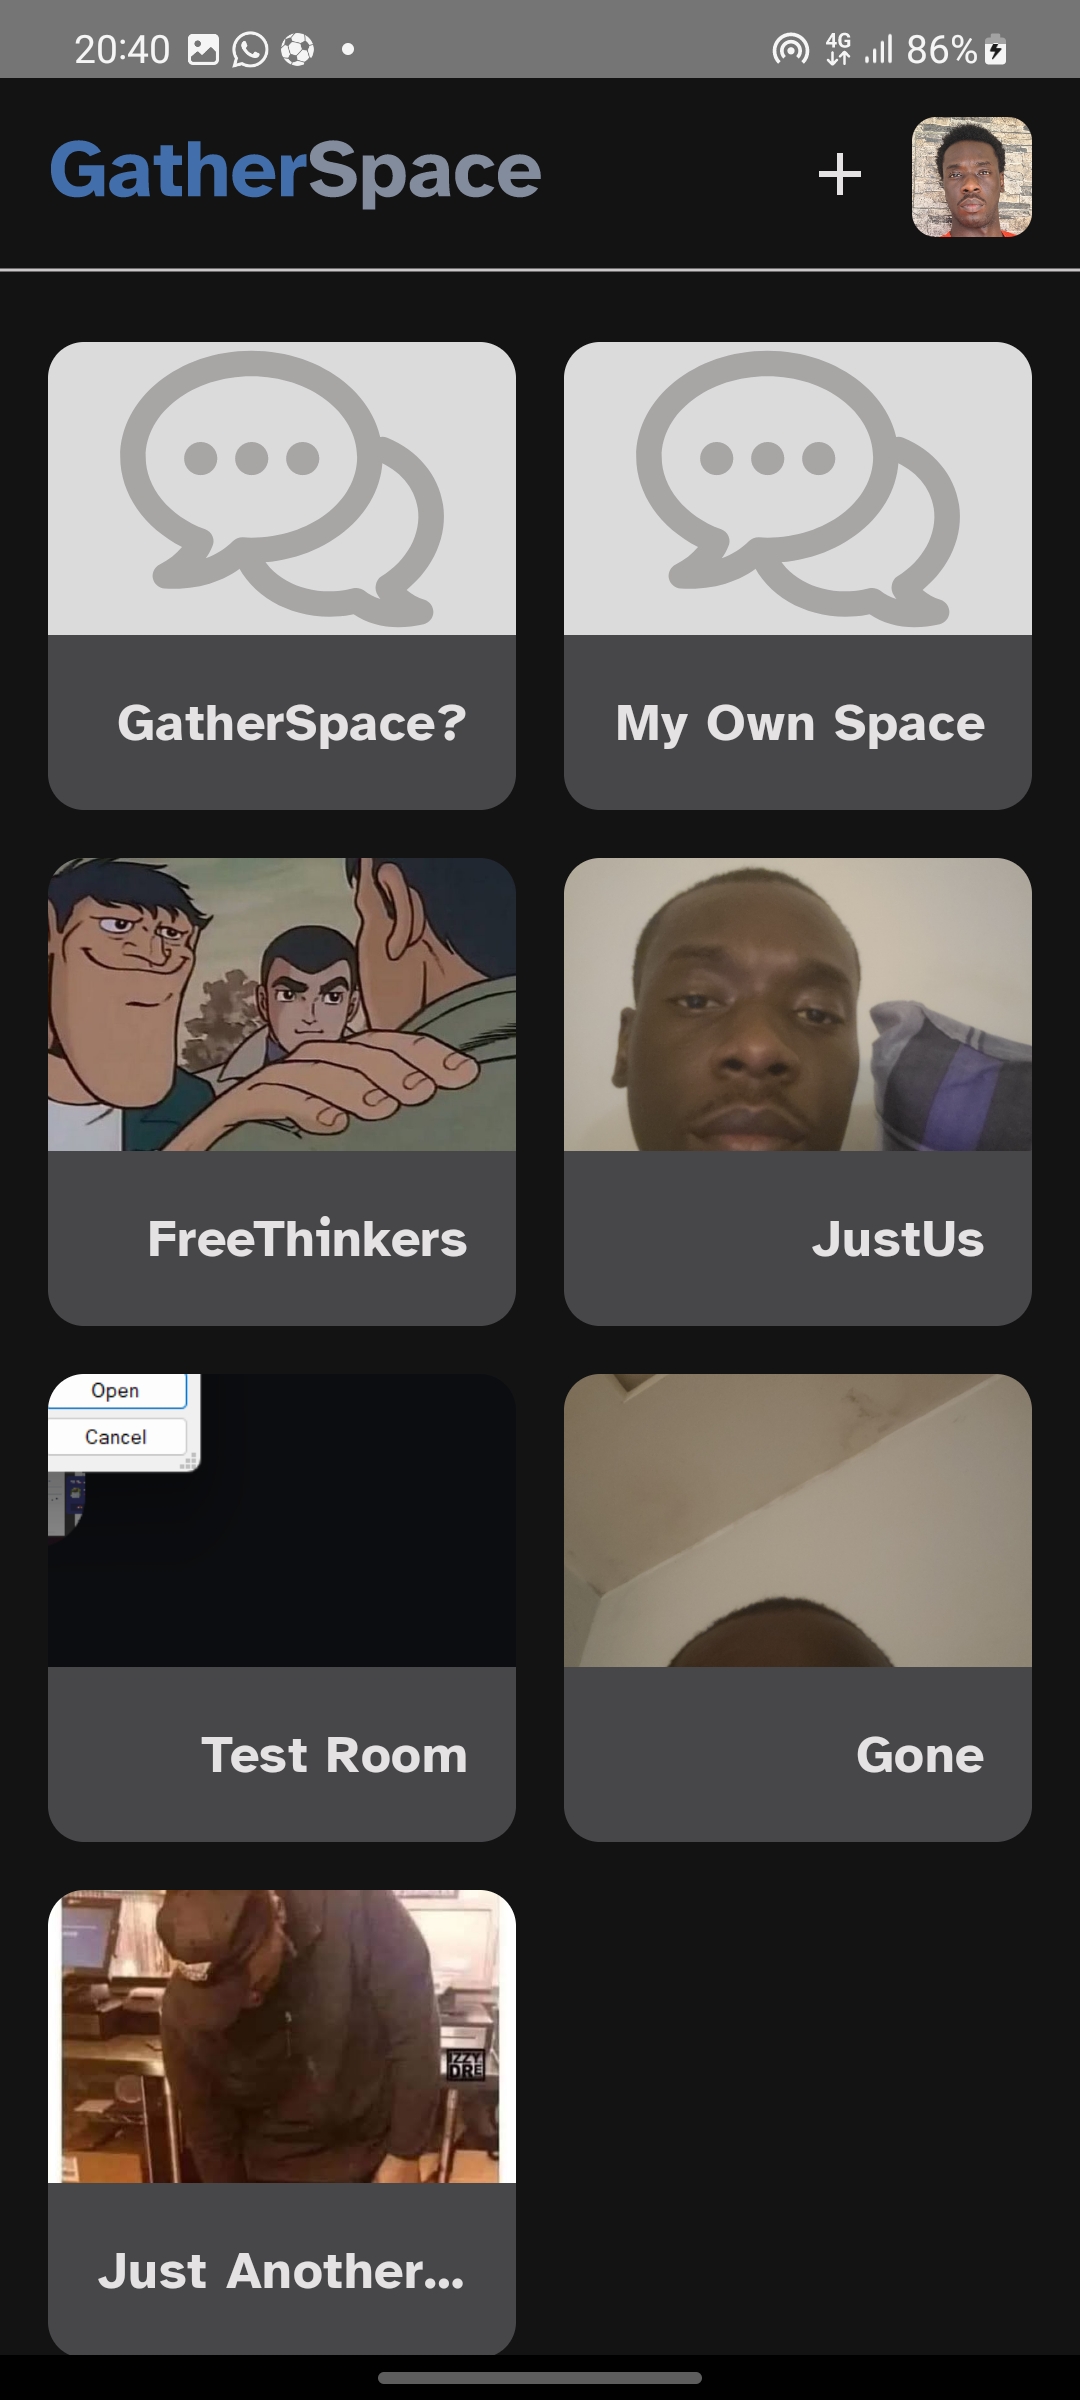 20:40
4G
86%
GatherSpace
GatherSpace?
My Own Space
FreeThinkers
JustUs
Open
Cancel
Test Room
Gone
IZZY
DRE
Just Another...